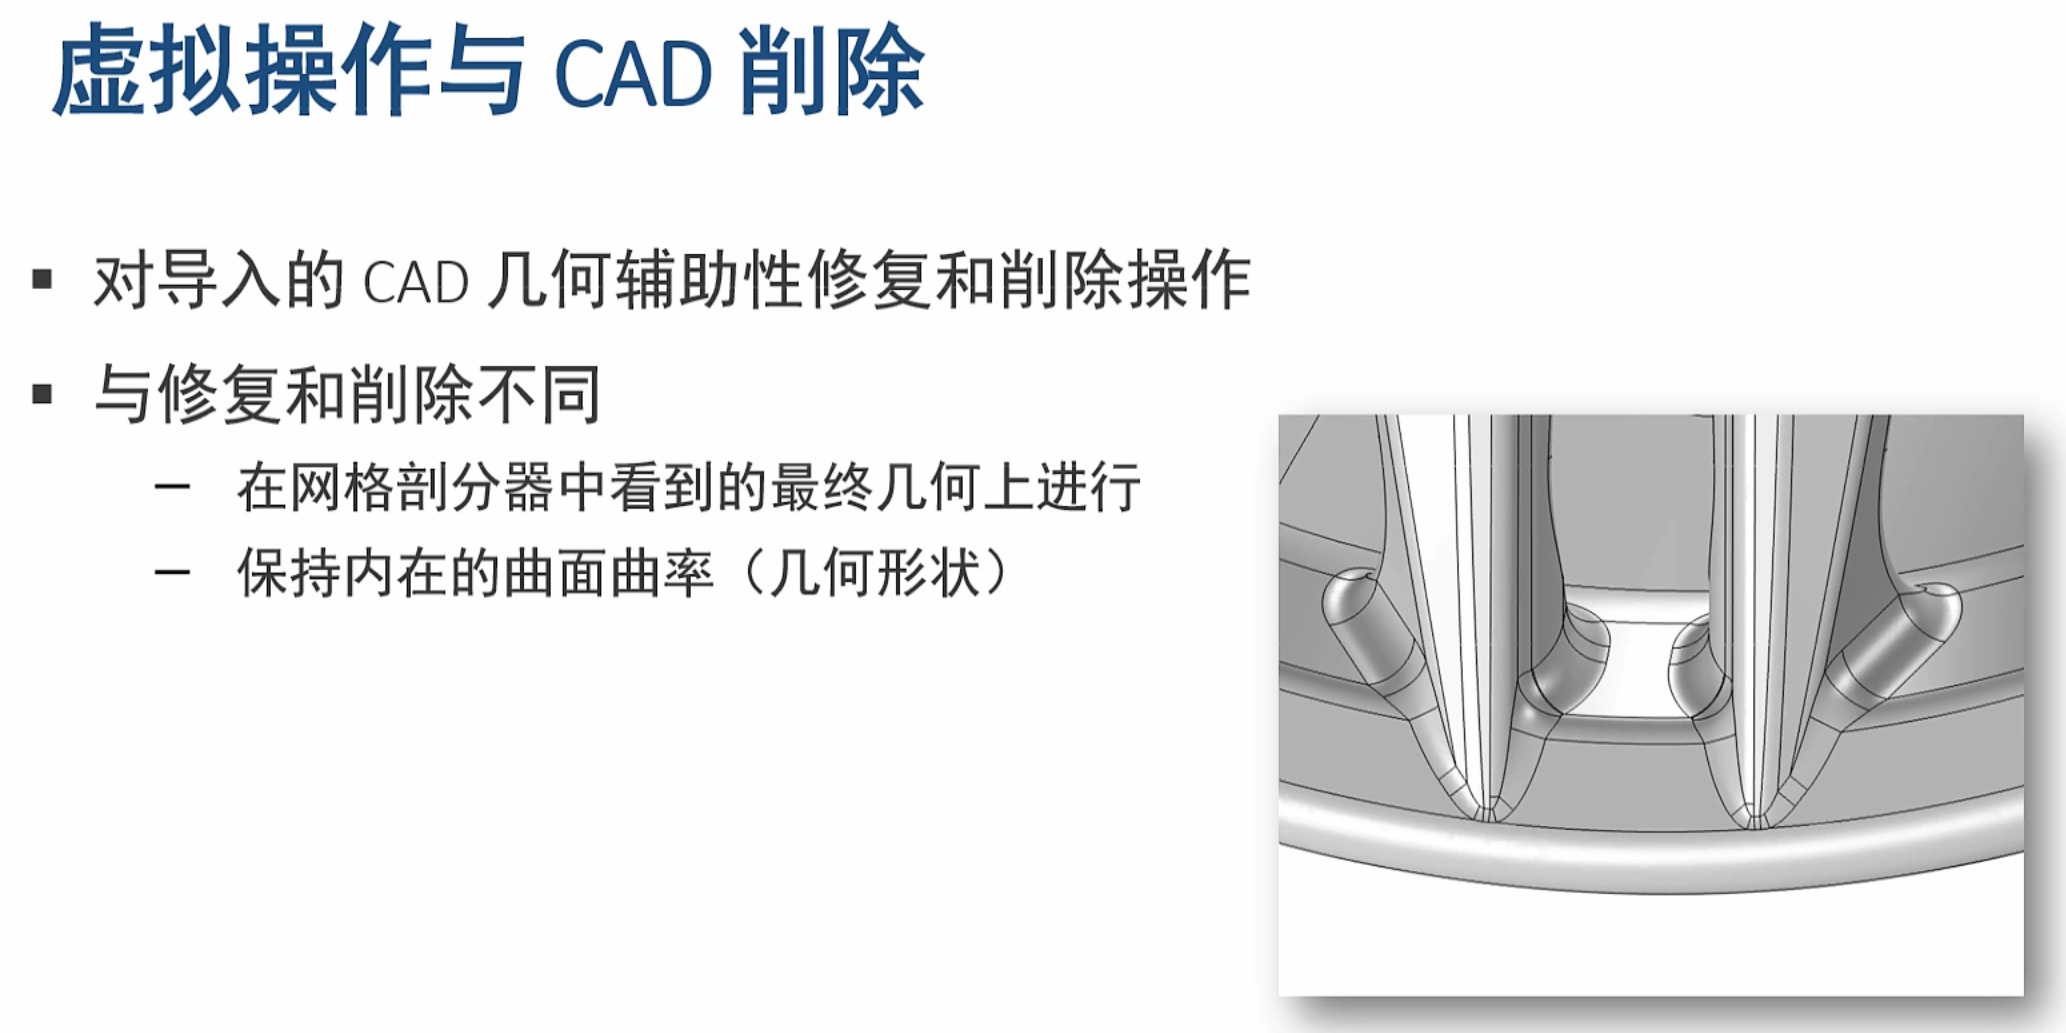 虚拟操作与 CAD 削除
▪ 对导入的 CAD 几何辅助性修复和削除操作
▪ 与修复和削除不同
– 在网格剖分器中看到的最终几何上进行
– 保持内在的曲面曲率（几何形状）